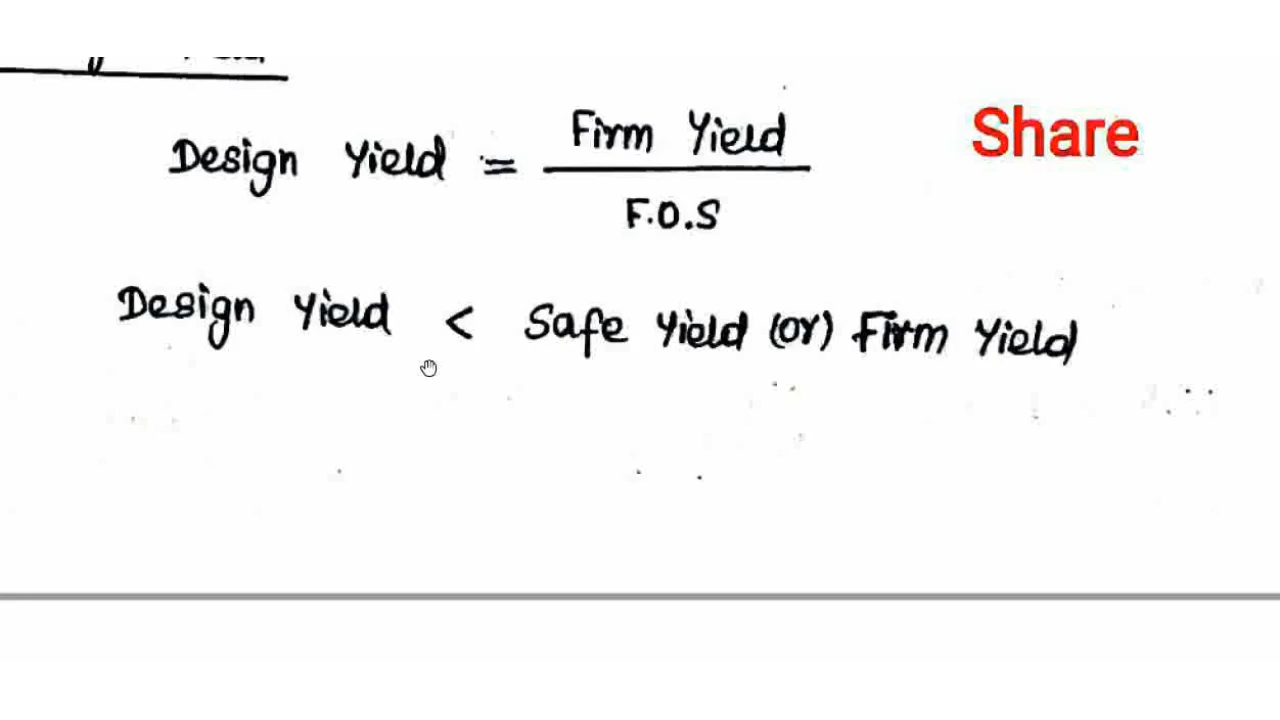 Design Yield = Firm Yield / F.O.S
Share
Design Yield < Safe Yield (or) Firm Yield